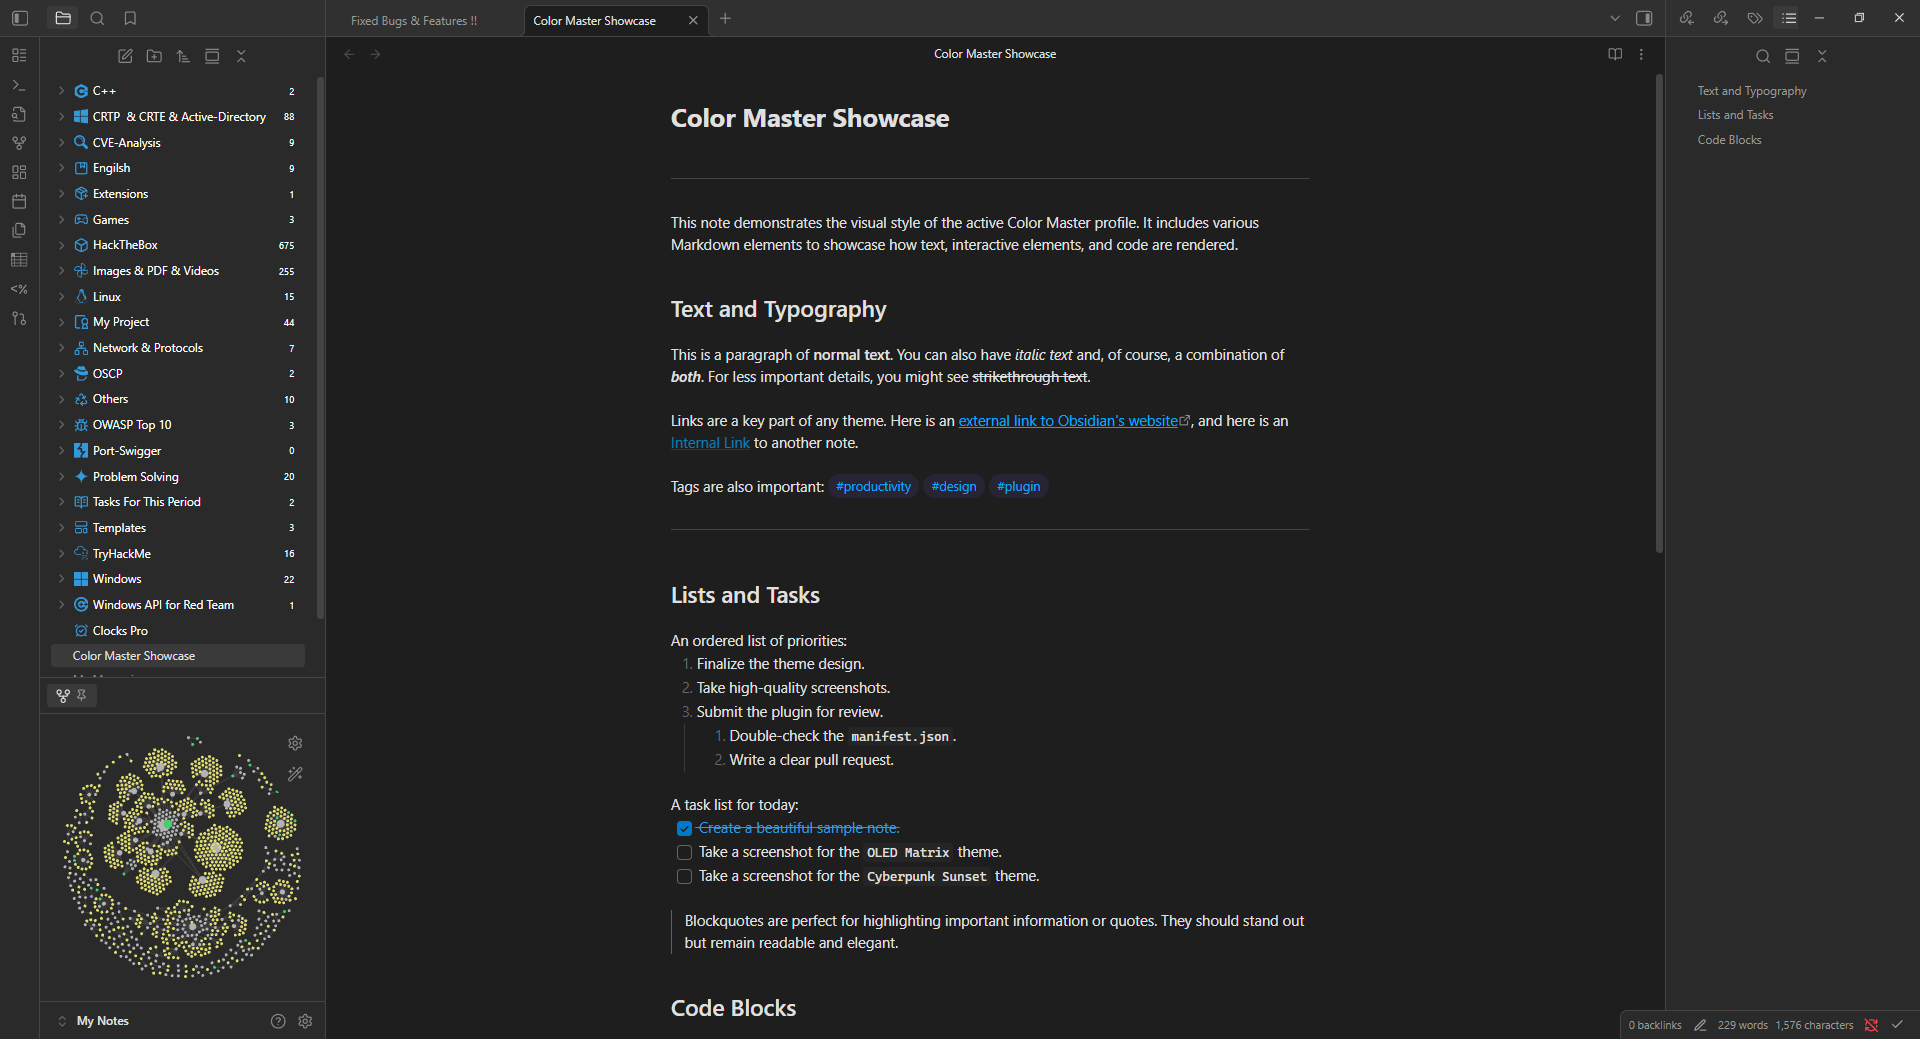 Fixed Bugs & Features !!
Color Master Showcase
C++ 2
CRTP & CRTE & Active-Directory 88
CVE-Analysis 9
Engilsh 9
Extensions 1
Games 3
HackTheBox 675
Images & PDF & Videos 255
Linux 15
My Project 44
Network & Protocols 7
OSCP 2
Others 10
OWASP Top 10 3
Port-Swigger 0
Problem Solving 20
Tasks For This Period 2
Templates 3
TryHackMe 16
Windows 22
Windows API for Red Team 1
Clocks Pro
Color Master Showcase
My Notes
Color Master Showcase
Color Master Showcase
This note demonstrates the visual style of the active Color Master profile. It includes various
Markdown elements to showcase how text, interactive elements, and code are rendered.
Text and Typography
This is a paragraph of normal text. You can also have italic text and, of course, a combination of
both. For less important details, you might see strikethrough text.
Links are a key part of any theme. Here is an external link to Obsidian's website, and here is an
Internal Link to another note.
Tags are also important: #productivity #design #plugin
Lists and Tasks
An ordered list of priorities:
1. Finalize the theme design.
2. Take high-quality screenshots.
3. Submit the plugin for review.
1. Double-check the manifest.json.
2. Write a clear pull request.
A task list for today:
Create a beautiful sample note.
Take a screenshot for the OLED Matrix theme.
Take a screenshot for the Cyberpunk Sunset theme.
Blockquotes are perfect for highlighting important information or quotes. They should stand out
but remain readable and elegant.
Code Blocks
Text and Typography
Lists and Tasks
Code Blocks
0 backlinks 229 words 1,576 characters